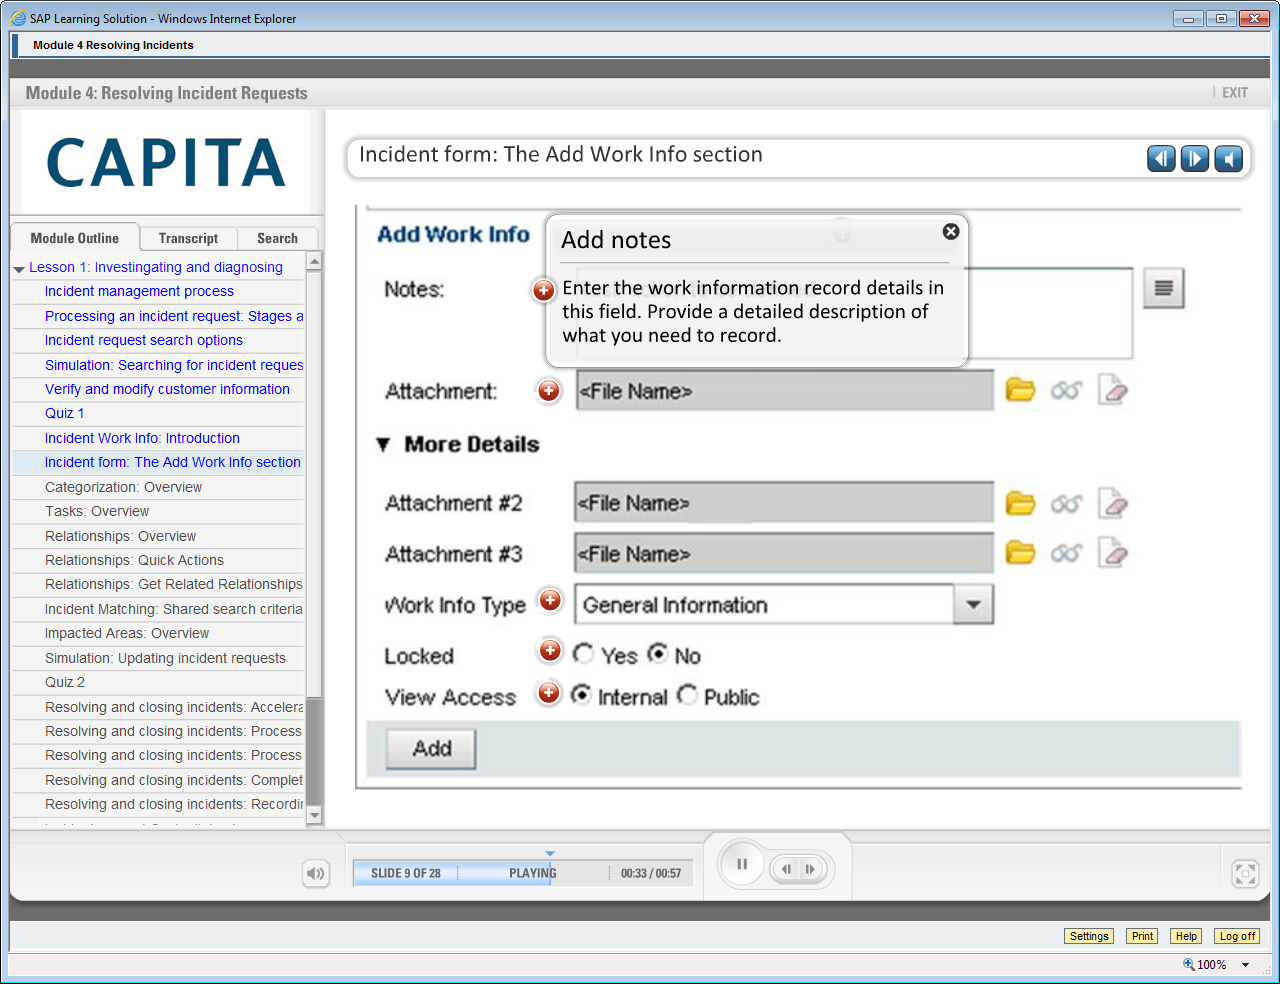 SAP Learning Solution - Windows Internet Explorer
Module 4 Resolving Incidents
Module 4: Resolving Incident Requests
EXIT
CAPITA
Incident form: The Add Work Info section
Module Outline
Transcript
Search
Lesson 1: Investingating and diagnosing
Incident management process
Processing an incident request: Stages a
Incident request search options
Simulation: Searching for incident reques
Verify and modify customer information
Quiz 1
Incident Work Info: Introduction
Incident form: The Add Work Info section
Categorization: Overview
Tasks: Overview
Relationships: Overview
Relationships: Quick Actions
Relationships: Get Related Relationships
Incident Matching: Shared search criteria
Impacted Areas: Overview
Simulation: Updating incident requests
Quiz 2
Resolving and closing incidents: Accelera
Resolving and closing incidents: Process
Resolving and closing incidents: Process
Resolving and closing incidents: Complet
Resolving and closing incidents: Recordin
Add Work Info
Add notes
Notes:
Enter the work information record details in
this field. Provide a detailed description of
what you need to record.
Attachment:
<File Name>
More Details
Attachment #2
<File Name>
Attachment #3
<File Name>
Work Info Type
General Information
Locked
Yes
No
View Access
Internal
Public
Add
SLIDE 9 OF 28
PLAYING
00:33 / 00:57
Settings
Print
Help
Log off
100%